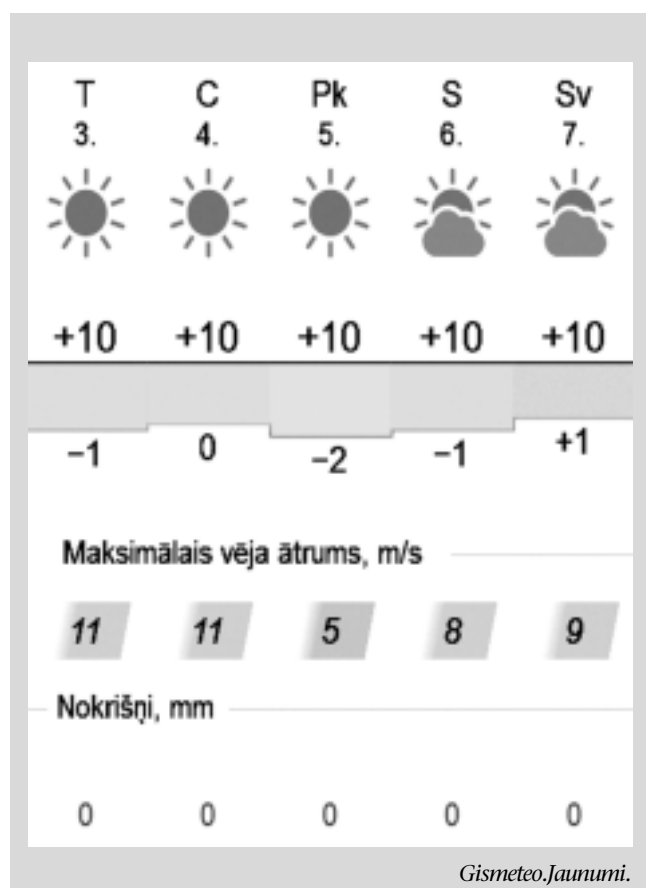 T C Pk S Sv
3. 4. 5. 6. 7.
+10 +10 +10 +10 +10
−1 0 −2 −1 +1
Maksimālais vēja ātrums, m/s
11 11 5 8 9
Nokrišņi, mm
0 0 0 0 0
Gismeteo.Jaunumi.